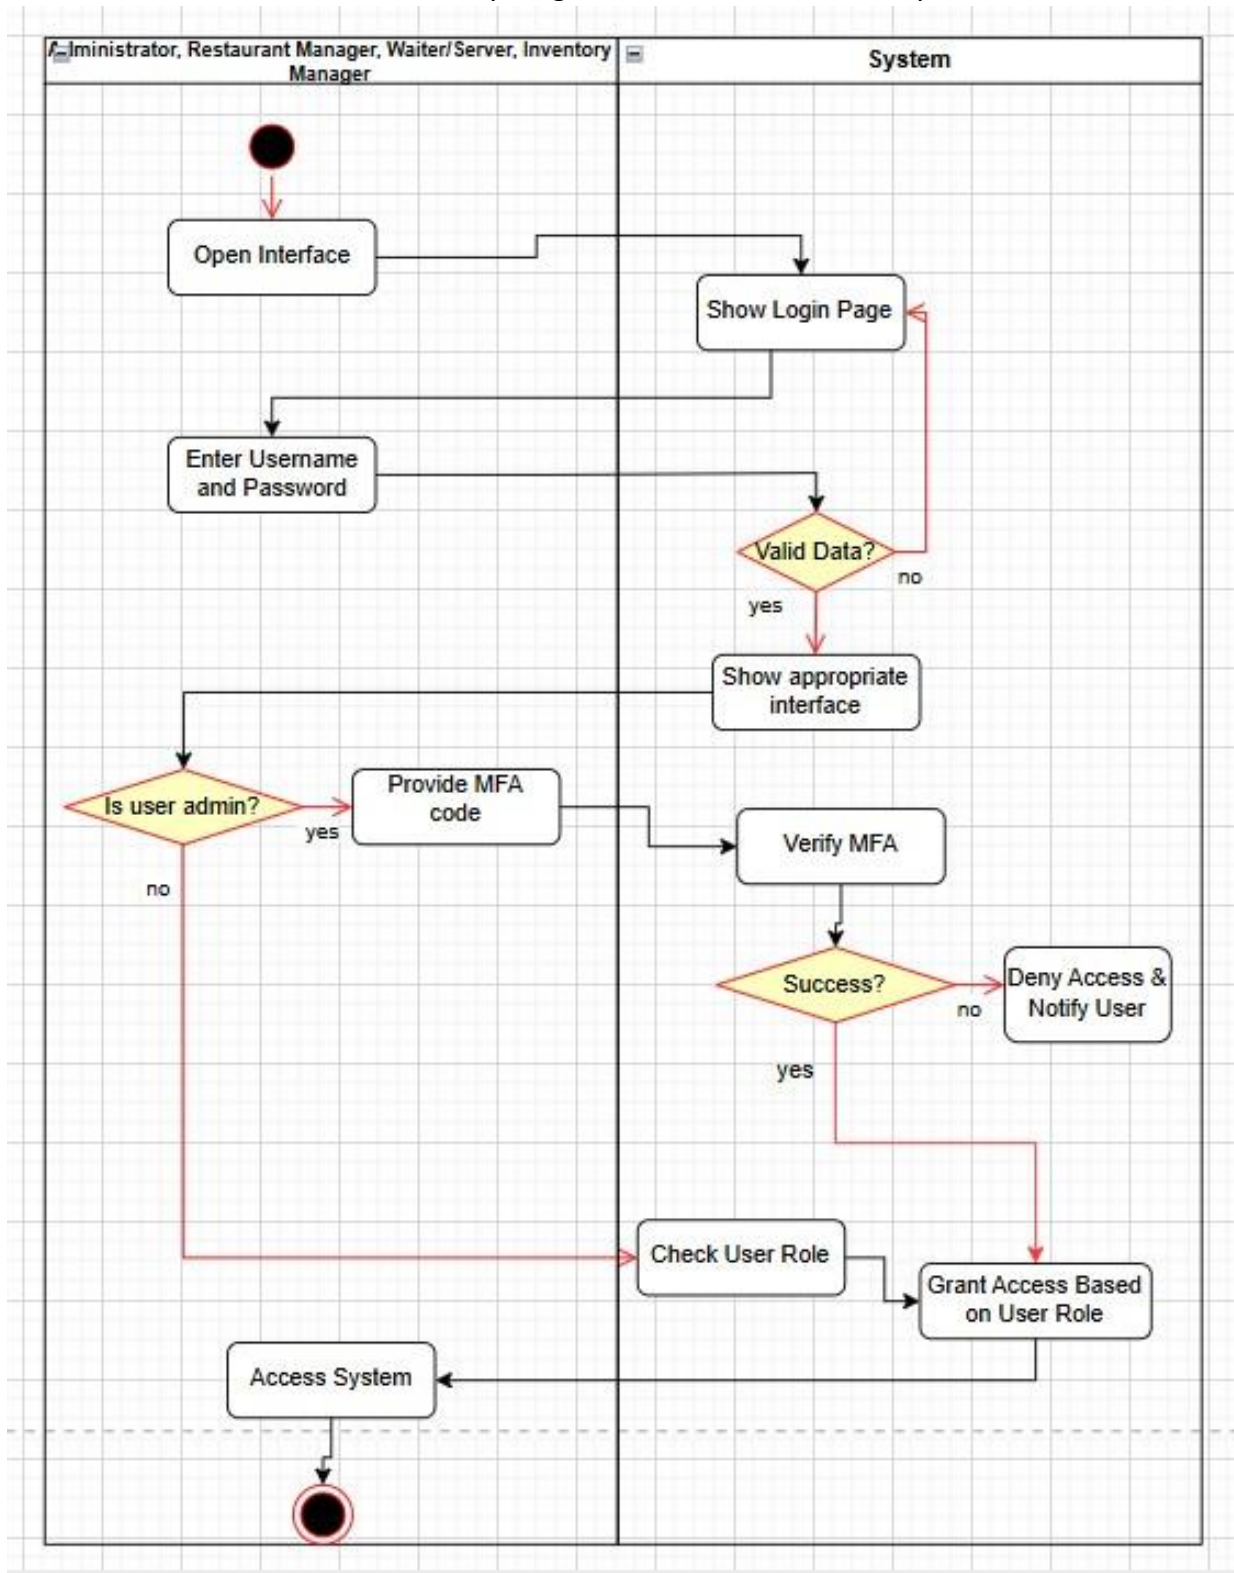 Administrator, Restaurant Manager, Waiter/Server, Inventory
Manager
System
Open Interface
Show Login Page
Enter Username
and Password
Valid Data?
no
yes
Show appropriate
interface
Is user admin?
yes
Provide MFA
code
Verify MFA
no
Success?
no
Deny Access &
Notify User
yes
Check User Role
Grant Access Based
on User Role
Access System